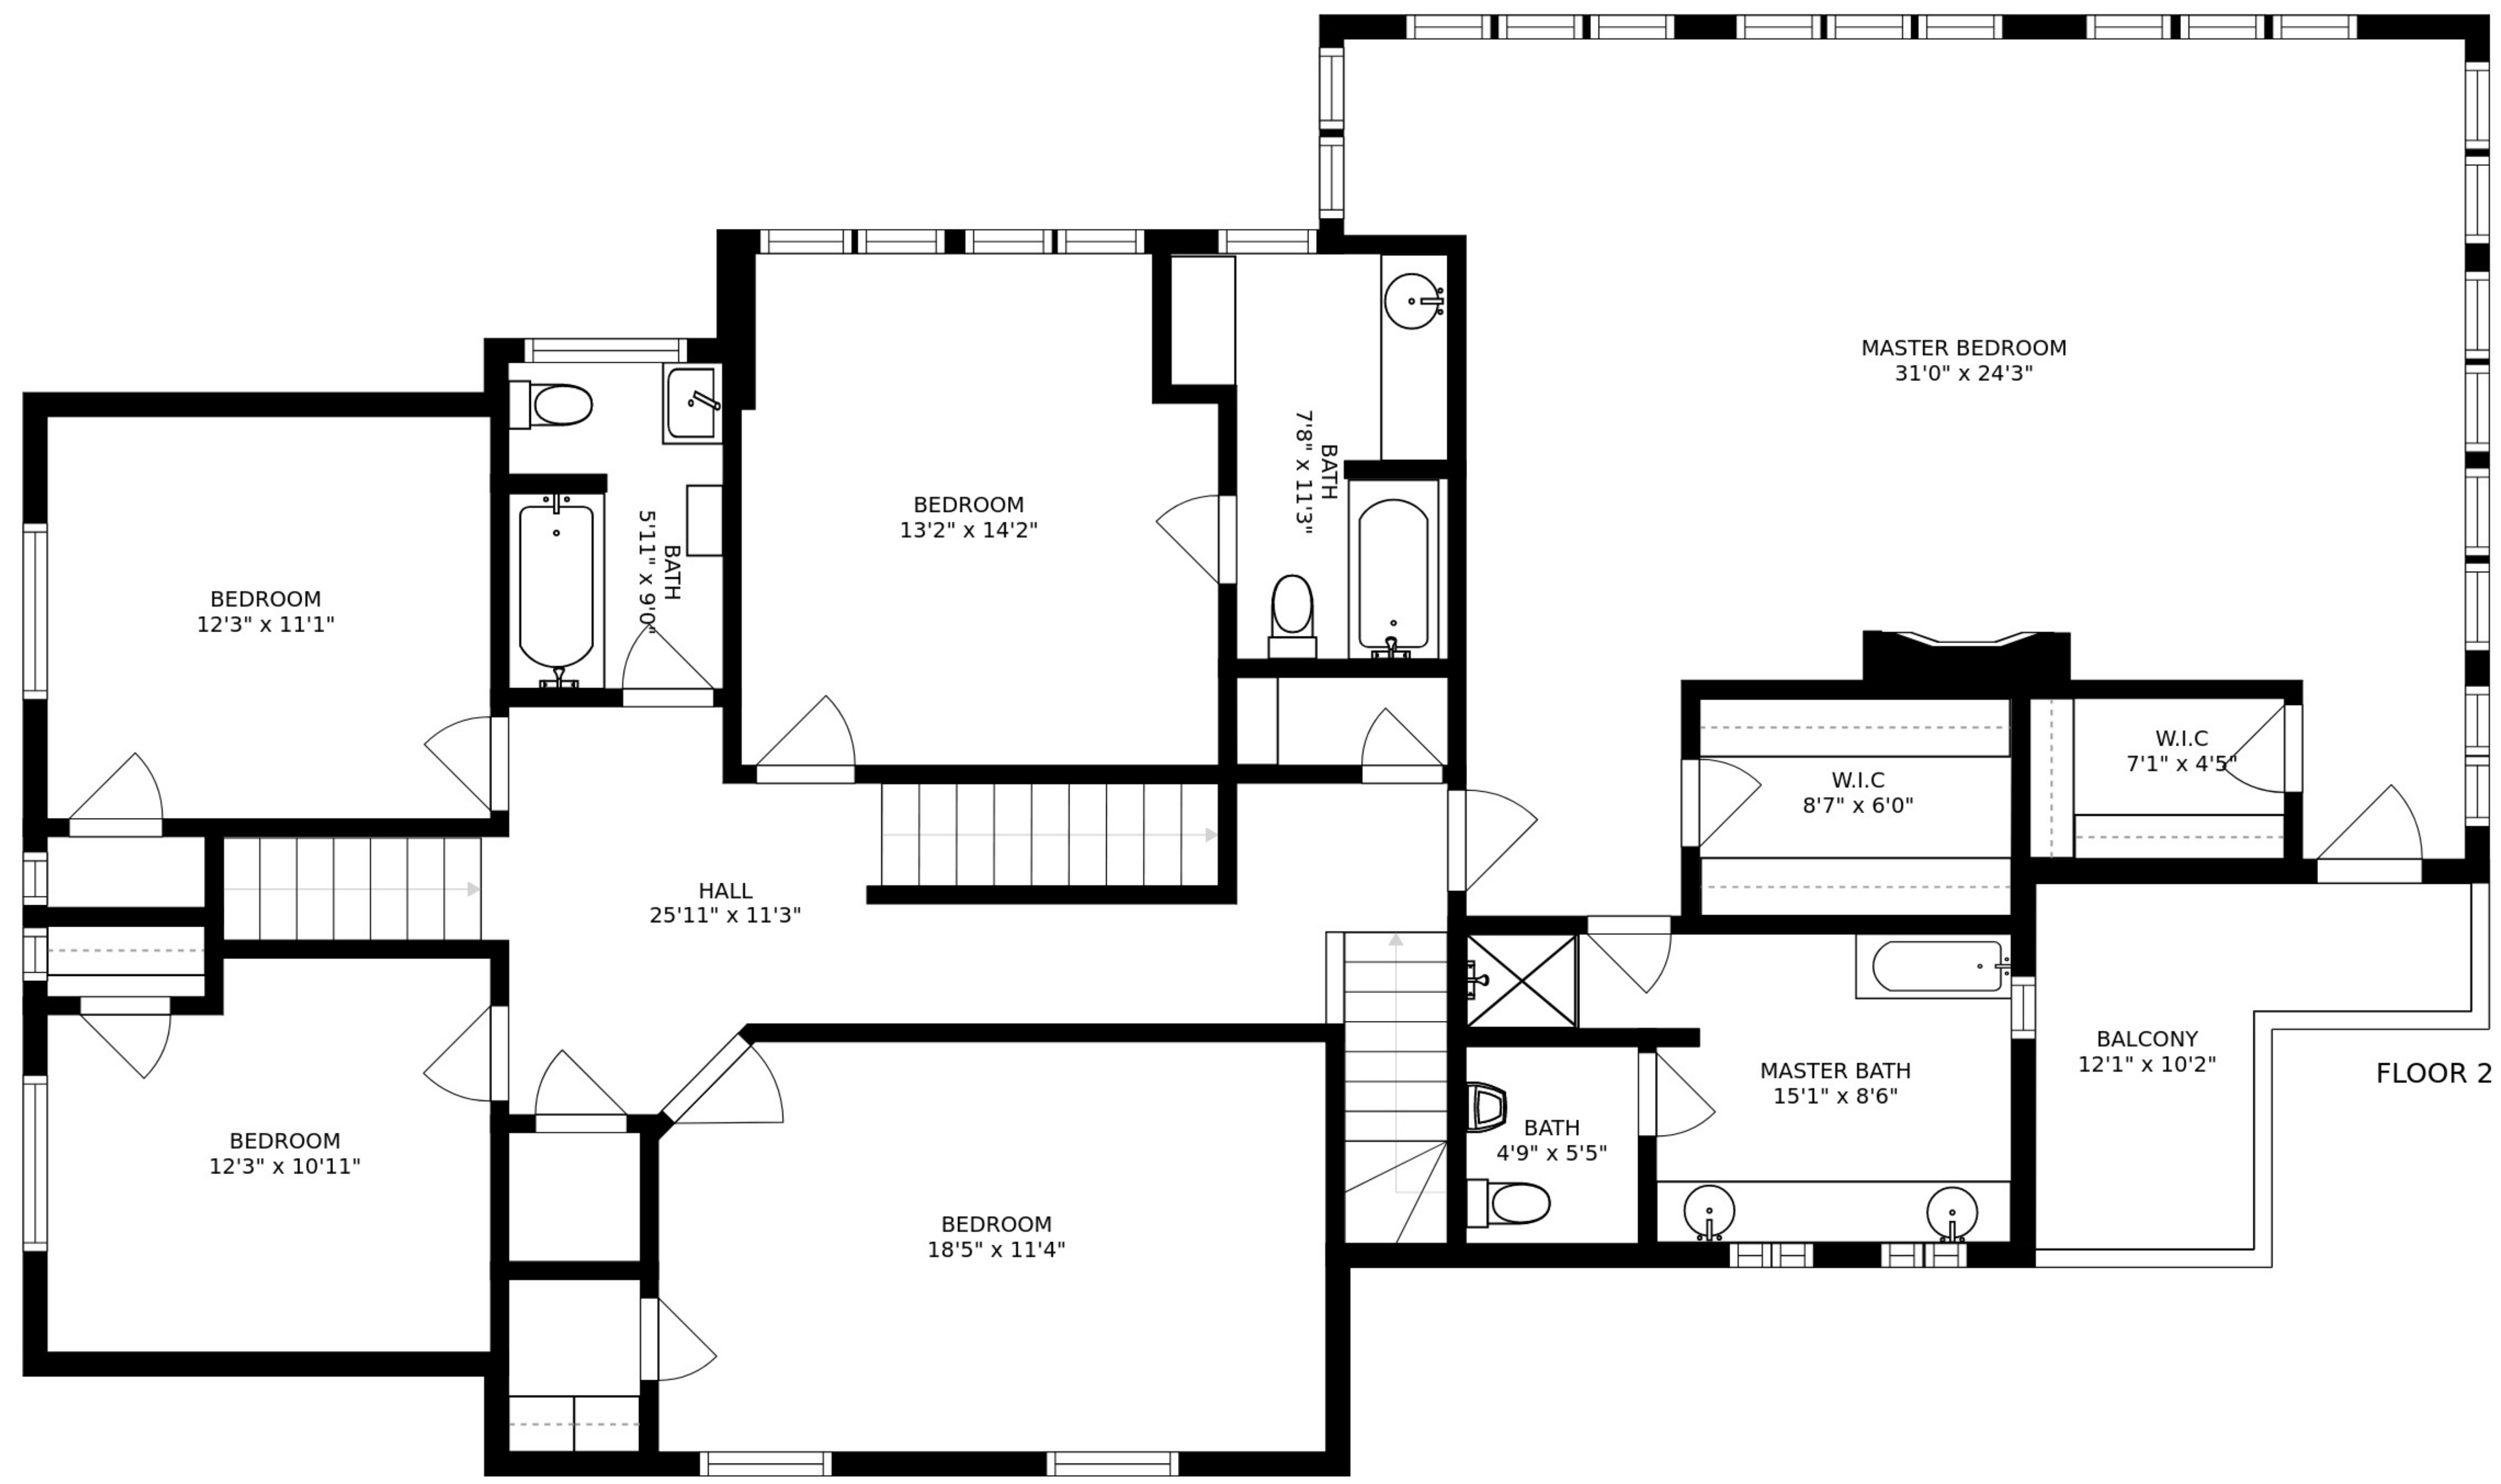 MASTER BEDROOM
31'0" x 24'3"
BEDROOM
13'2" x 14'2"
BATH
7'8" x 11'3"
BATH
5'11" x 9'0"
BEDROOM
12'3" x 11'1"
W.I.C
7'1" x 4'5"
W.I.C
8'7" x 6'0"
HALL
25'11" x 11'3"
BALCONY
12'1" x 10'2"
FLOOR 2
MASTER BATH
15'1" x 8'6"
BATH
4'9" x 5'5"
BEDROOM
12'3" x 10'11"
BEDROOM
18'5" x 11'4"